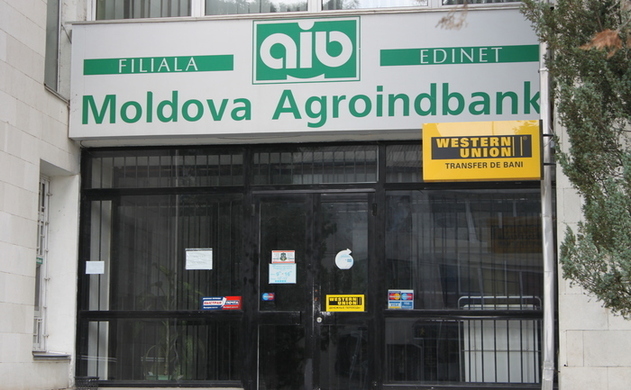 FILIALA
aib
EDINET
Moldova Agroindbank
WESTERN
UNION
TRANSFER DE BANI
WESTERN
UNION